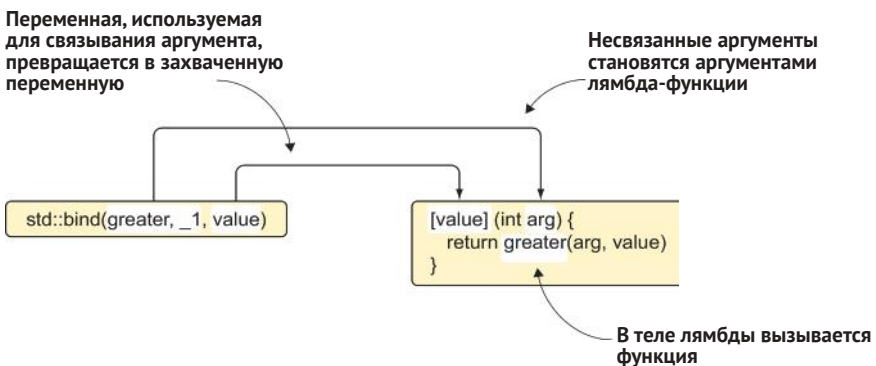 Переменная, используемая
для связывания аргумента,
превращается в захваченную
переменную
Несвязанные аргументы
становятся аргументами
лямбда-функции
std::bind(greater, _1, value)
[value] (int arg) {
return greater(arg, value)
}
В теле лямбды вызывается
функция